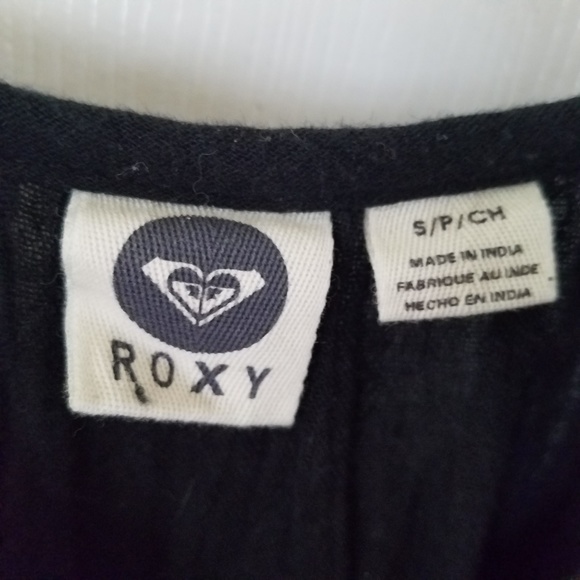 ROXY
S/P/CH
MADE IN INDIA
FABRIQUE AU INDE
HECHO EN INDIA